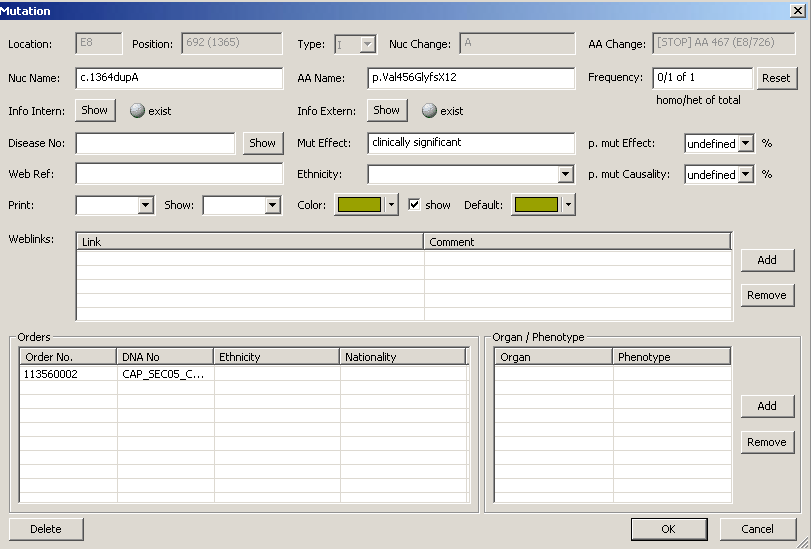 Mutation
Location: E8 Position: 692 (1365) Type: I Nuc Change: A AA Change: [STOP] AA 467 (E8/726)
Nuc Name: c.1364dupA AA Name: p.Val456GlyfsX12 Frequency: 0/1 of 1 Reset
homo/het of total
Info Intern: Show exist Info Extern: Show exist
Disease No: Show Mut Effect: clinically significant p. mut Effect: undefined %
Web Ref: Ethnicity: p. mut Causality: undefined %
Print: Show: Color: show Default:
Weblinks: Link Comment
Add
Remove
Orders Organ / Phenotype
Order No. DNA No Ethnicity Nationality Organ Phenotype
113560002 CAP_SEC05_C...
Add
Remove
Delete OK Cancel